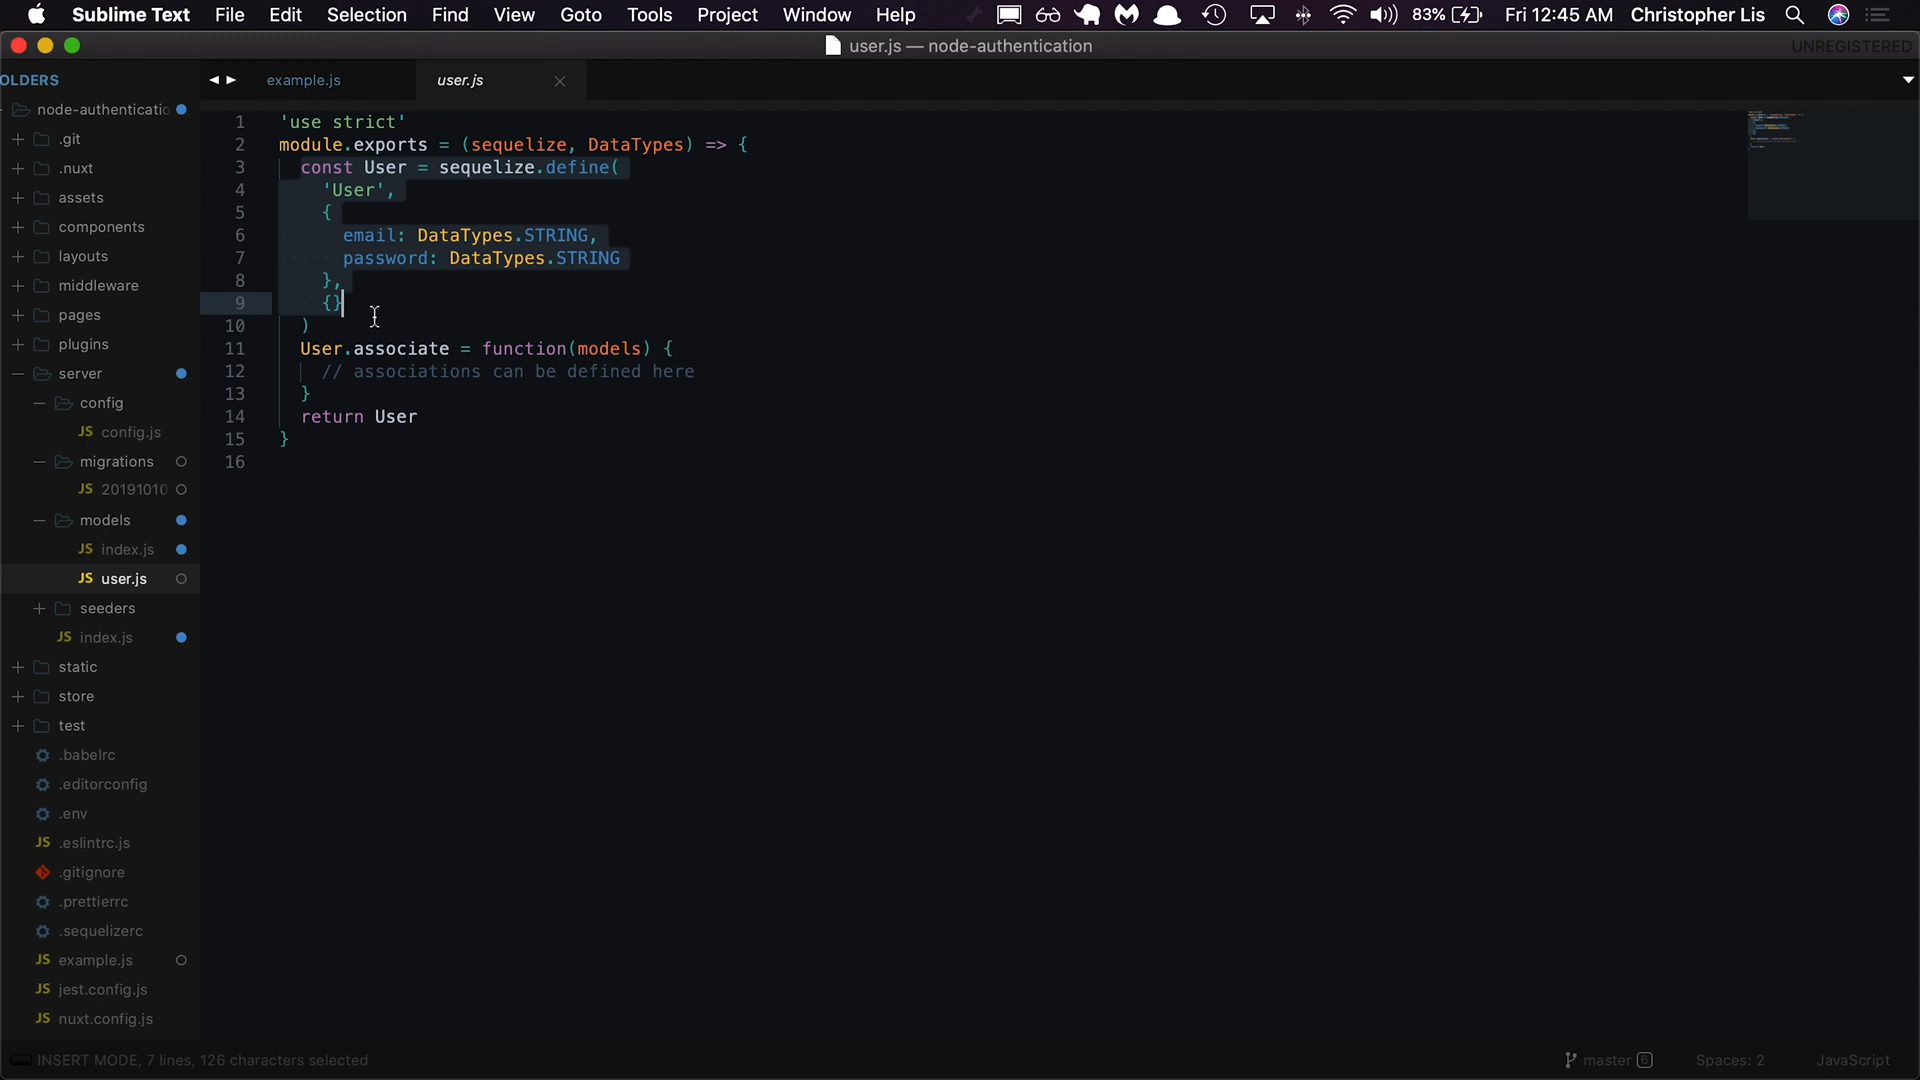 Sublime Text File Edit Selection Find View Goto Tools Project Window Help 83% Fri 12:45 AM Christopher Lis
user.js — node-authentication UNREGISTERED
OLDERS
example.js user.js
node-authenticatio
.git
.nuxt
assets
components
layouts
middleware
pages
plugins
server
config
JS config.js
migrations
JS 20191010
models
JS index.js
JS user.js
seeders
JS index.js
static
store
test
.babelrc
.editorconfig
.env
JS .eslintrc.js
.gitignore
.prettierrc
.sequelizerc
JS example.js
JS jest.config.js
JS nuxt.config.js
1 'use strict'
2 module.exports = (sequelize, DataTypes) => {
3 const User = sequelize.define(
4 'User',
5 {
6 email: DataTypes.STRING,
7 password: DataTypes.STRING
8 },
9 {}
10 )
11 User.associate = function(models) {
12 // associations can be defined here
13 }
14 return User
15 }
16
INSERT MODE, 7 lines, 126 characters selected master 6 Spaces: 2 JavaScript